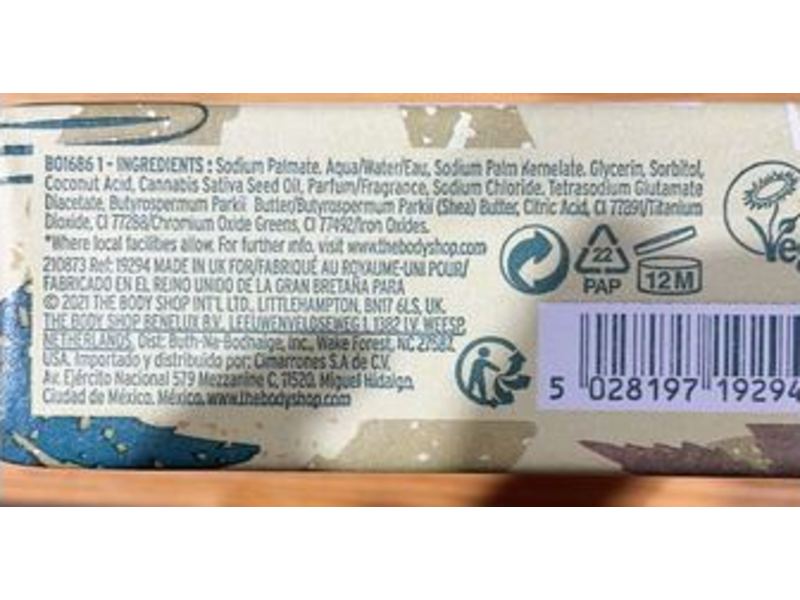 B016861 - INGREDIENTS : Sodium Palmate, Aqua/Water/Eau, Sodium Palm Kernelate, Glycerin, Sorbitol,
Coconut Acid, Cannabis Sativa Seed Oil, Parfum/Fragrance, Sodium Chloride, Tetrasodium Glutamate
Diacetate, Butyrospermum Parkii Butter/Butyrospermum Parkii (Shea) Butter, Citric Acid, CI 77891/Titanium
Dioxide, CI 77288/Chromium Oxide Greens, CI 77492/Iron Oxides.
*Where local facilities allow. For further info. visit www.thebodyshop.com
210873 Ref: 19294 MADE IN UK FOR/FABRIQUÉ AU ROYAUME-UNI POUR/
FABRICADO EN EL REINO UNIDO DE LA GRAN BRETAÑA PARA
© 2021 THE BODY SHOP INT'L LTD., LITTLEHAMPTON, BN17 6LS, UK.
THE BODY SHOP BENELUX B.V., LEEUWENVELDSEWEG 1, 1382 LV WEESP,
NETHERLANDS. Dist: Buth-Na-Bodhaige, Inc., Wake Forest, NC 27587,
USA. Importado y distribuido por: Cimarrones S.A de C.V.
Av. Ejército Nacional 579 Mezzanine C, 11520, Miguel Hidalgo,
Ciudad de México, México. www.thebodyshop.com
22
PAP
12M
5 028197 19294